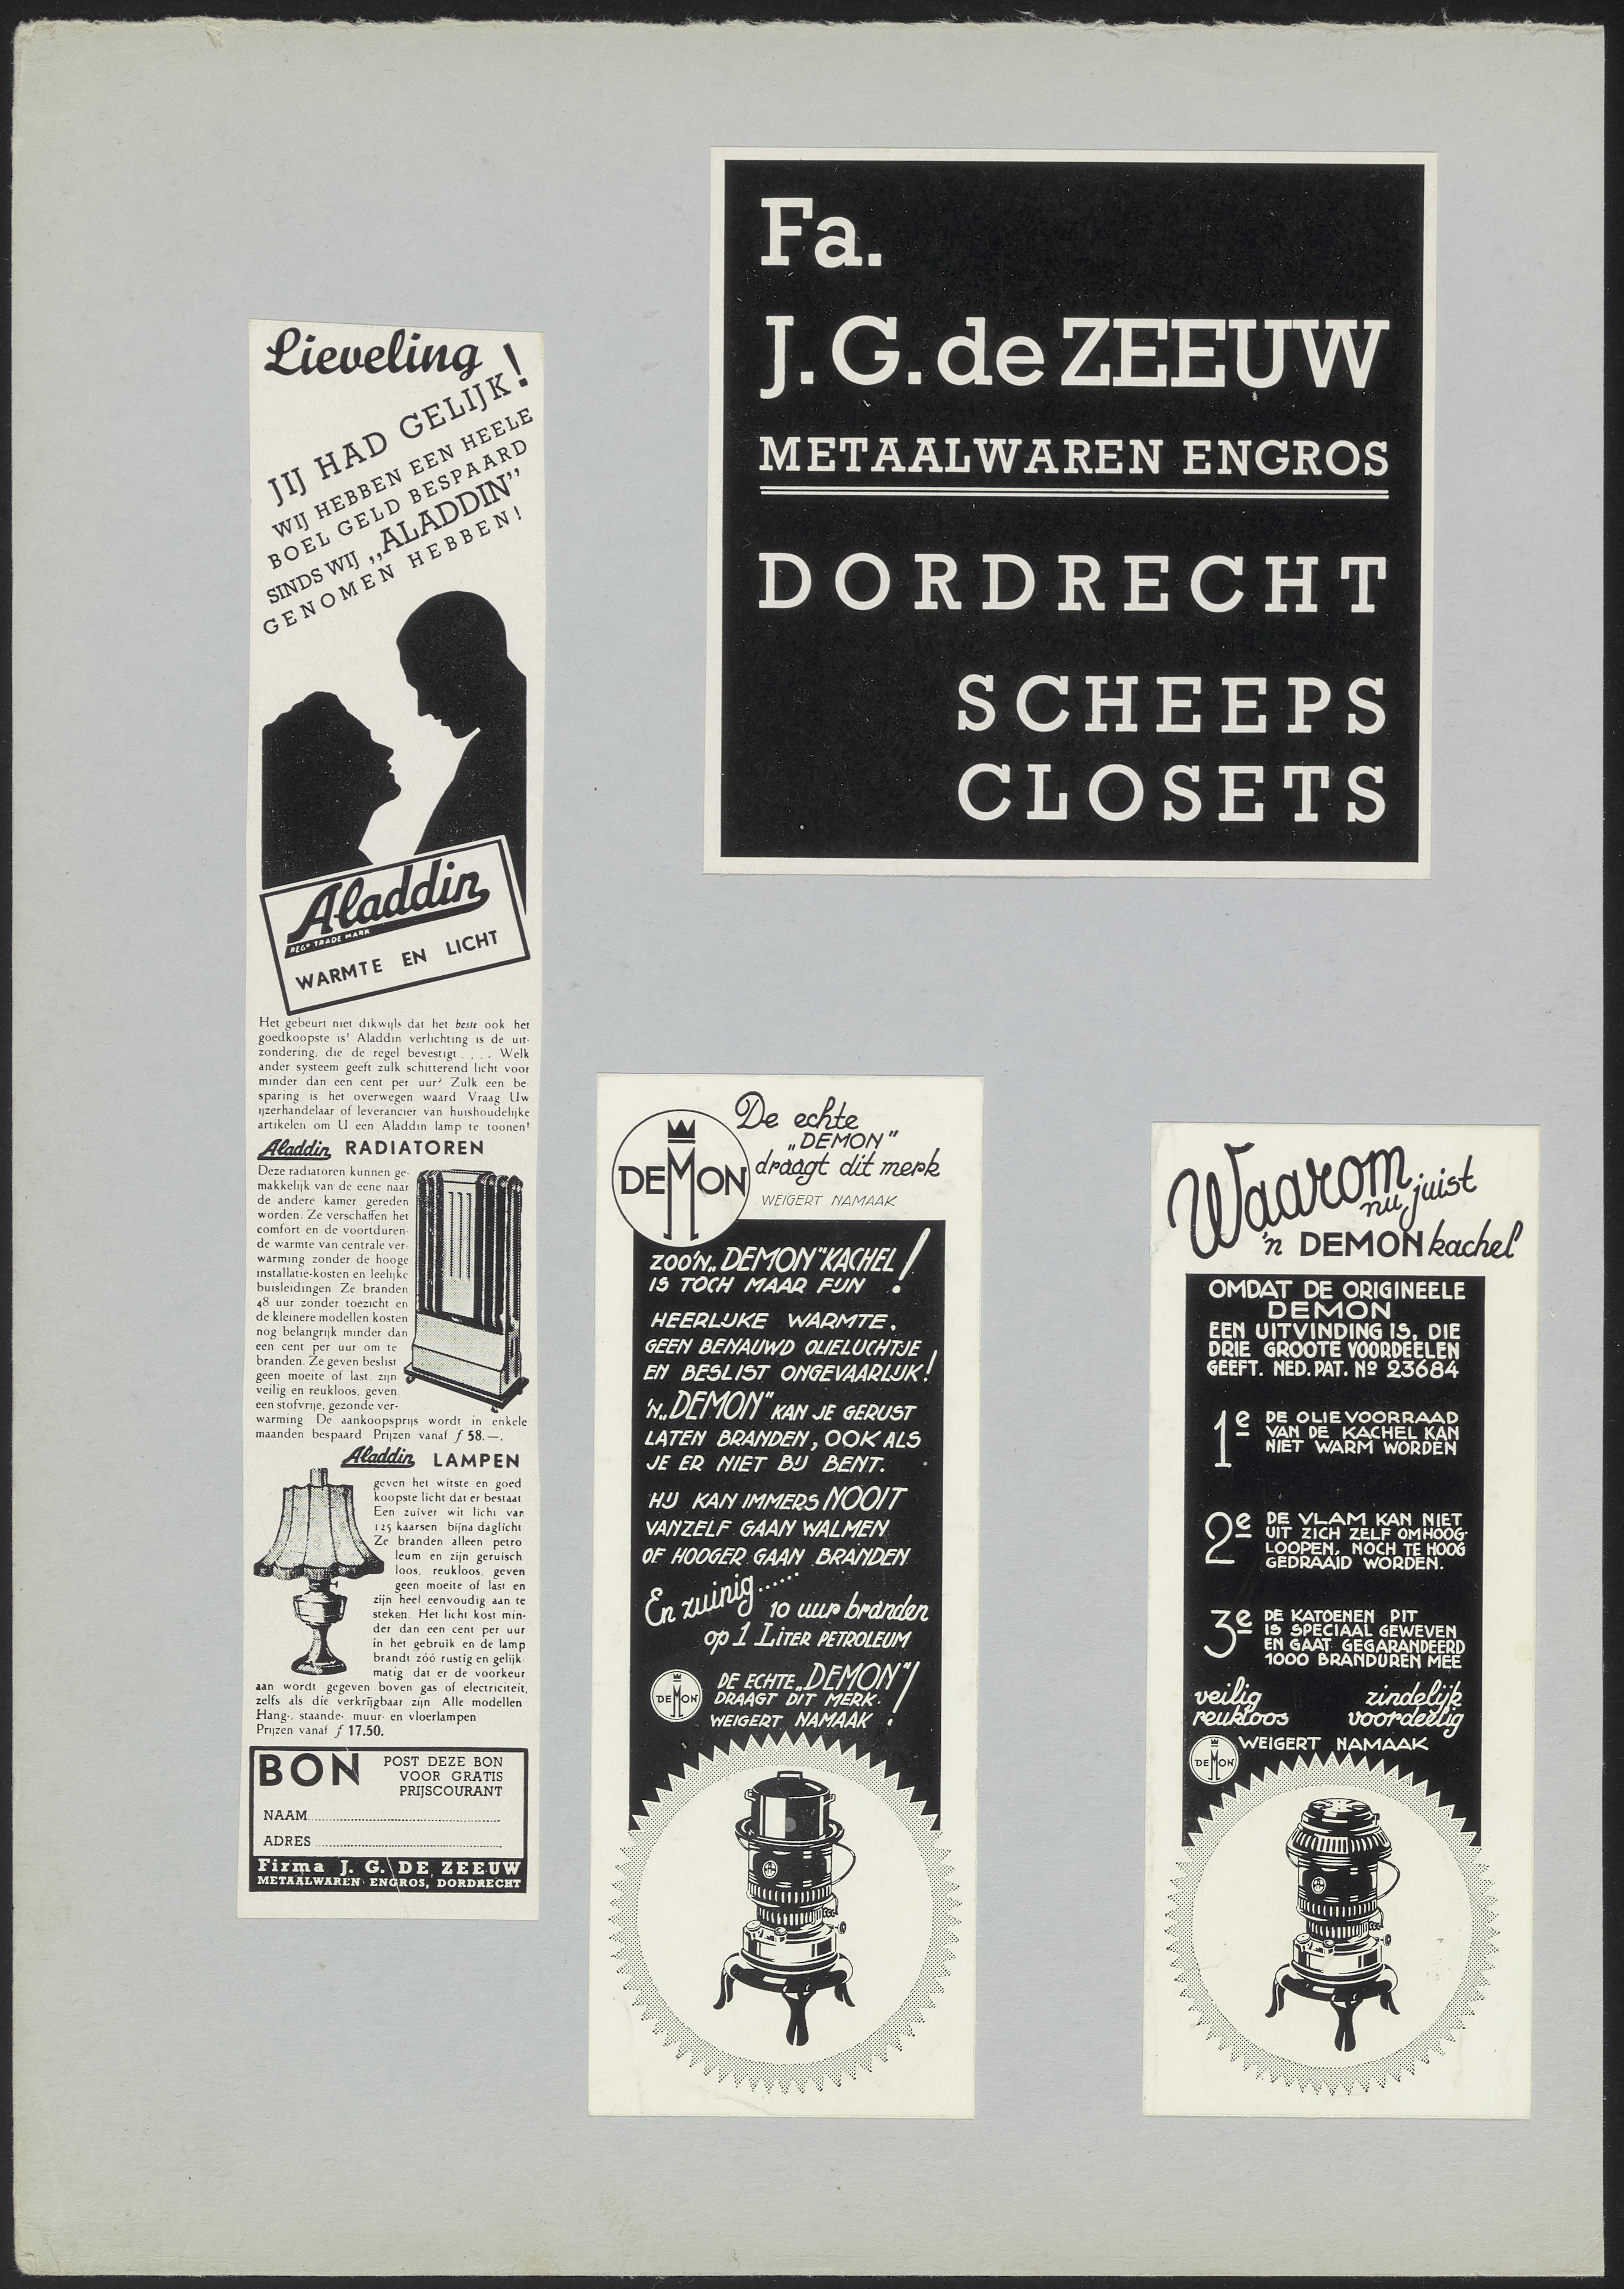 Lieveling!
JIJ HAD GELIJK!
WIJ HEBBEN EEN HEELE
BOEL GELD BESPAARD
SINDS WIJ „ALADDIN”
GENOMEN HEBBEN!
Aladdin
REGD TRADE MARK
WARMTE EN LICHT
Het gebeurt niet dikwijls dat het beste ook het
goedkoopste is! Aladdin verlichting is de uit-
zondering, die de regel bevestigt . . . . Welk
ander systeem geeft zulk schitterend licht voor
minder dan een cent per uur? Zulk een be-
sparing is het overwegen waard Vraag Uw
ijzerhandelaar of leverancier van huishoudelijke
artikelen om U een Aladdin lamp te toonen!
Aladdin RADIATOREN
Deze radiatoren kunnen ge-
makkelijk van de eene naar
de andere kamer gereden
worden. Ze verschaffen het
comfort en de voortduren-
de warmte van centrale ver-
warming zonder de hooge
installatie-kosten en leelijke
buisleidingen Ze branden
48 uur zonder toezicht en
de kleinere modellen kosten
nog belangrijk minder dan
een cent per uur om te
branden. Ze geven beslist
geen moeite of last, zijn
veilig en reukloos, geven
een stofvrije, gezonde ver-
warming De aankoopsprijs wordt in enkele
maanden bespaard Prijzen vanaf f 58.—.
Aladdin LAMPEN
geven het witste en goed
koopste licht dat er bestaat
Een zuiver wit licht van
125 kaarsen bijna daglicht
Ze branden alleen petro
leum en zijn geruisch
loos, reukloos, geven
geen moeite of last en
zijn heel eenvoudig aan te
steken. Het licht kost min-
der dan een cent per uur
in het gebruik en de lamp
brandt zóó rustig en gelijk-
matig dat er de voorkeur
aan wordt gegeven boven gas of electriciteit,
zelfs als die verkrijgbaar zijn Alle modellen
Hang-, staande-, muur- en vloerlampen
Prijzen vanaf f 17.50.
BON
POST DEZE BON
VOOR GRATIS
PRIJSCOURANT
NAAM
ADRES
Firma J. G. DE ZEEUW
METAALWAREN ENGROS, DORDRECHT
Fa.
J. G. de ZEEUW
METAALWAREN ENGROS
DORDRECHT
SCHEEPS
CLOSETS
DEMON
De echte
„DEMON”
draagt dit merk
WEIGERT NAMAAK
ZOO'N „DEMON” KACHEL!
IS TOCH MAAR FIJN
HEERLIJKE WARMTE.
GEEN BENAUWD OLIELUCHTJE
EN BESLIST ONGEVAARLIJK!
'N „DEMON” KAN JE GERUST
LATEN BRANDEN, OOK ALS
JE ER NIET BIJ BENT.
HIJ KAN IMMERS NOOIT
VANZELF GAAN WALMEN
OF HOOGER GAAN BRANDEN
En zuinig......
10 uur branden
op 1 LITER PETROLEUM
DEMON
DE ECHTE „DEMON”!
DRAAGT DIT MERK.
WEIGERT NAMAAK
Waarom
nu juist
'n DEMON kachel
OMDAT DE ORIGINEELE
DEMON
EEN UITVINDING IS, DIE
DRIE GROOTE VOORDEELEN
GEEFT. NED. PAT. No 23684
1e DE OLIEVOORRAAD
VAN DE KACHEL KAN
NIET WARM WORDEN
2e DE VLAM KAN NIET
UIT ZICH ZELF OMHOOG-
LOOPEN, NOCH TE HOOG
GEDRAAID WORDEN.
3e DE KATOENEN PIT
IS SPECIAAL GEWEVEN
EN GAAT GEGARANDEERD
1000 BRANDUREN MEE
veilig zindelijk
reukloos voordeelig
DEMON
WEIGERT NAMAAK